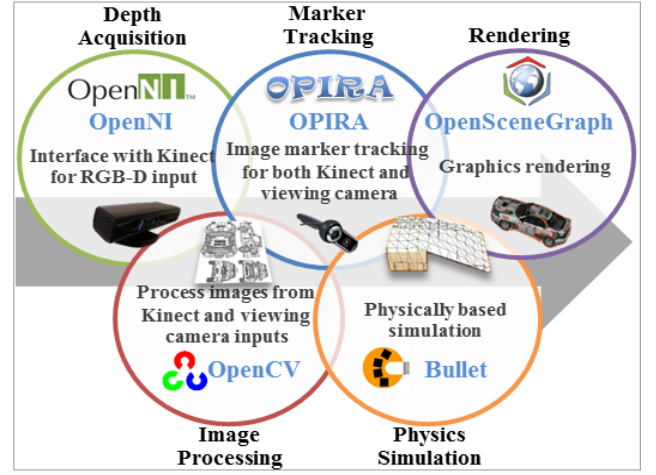 Depth
Acquisition
Marker
Tracking
Rendering
OpenNI™
OPIRA
OpenNI
OPIRA
OpenSceneGraph
Interface with Kinect
for RGB-D input
Image marker tracking
for both Kinect and
viewing camera
Graphics rendering
Process images from
Kinect and viewing
camera inputs
Physically based
simulation
OpenCV
Bullet
Image
Processing
Physics
Simulation